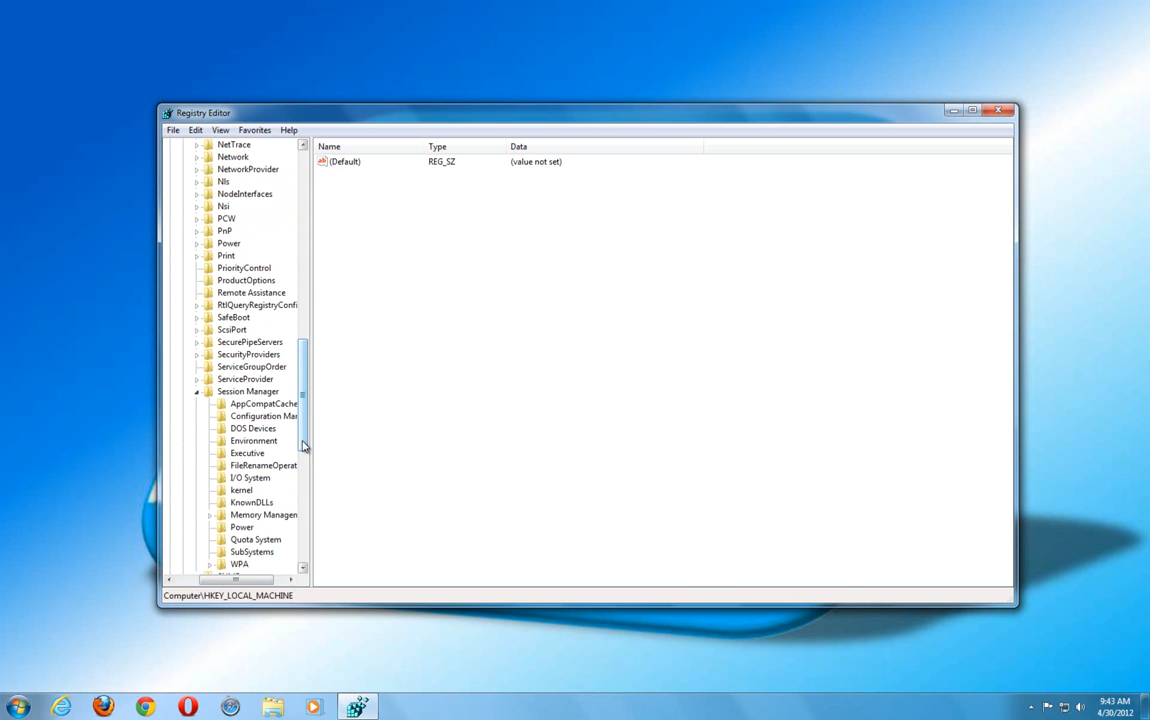 Registry Editor
File Edit View Favorites Help
NetTrace
Network
NetworkProvider
Nls
NodeInterfaces
Nsi
PCW
PnP
Power
Print
PriorityControl
ProductOptions
Remote Assistance
RtlQueryRegistryConfi
SafeBoot
ScsiPort
SecurePipeServers
SecurityProviders
ServiceGroupOrder
ServiceProvider
Session Manager
AppCompatCache
Configuration Mar
DOS Devices
Environment
Executive
FileRenameOperat
I/O System
kernel
KnownDLLs
Memory Managen
Power
Quota System
SubSystems
WPA
Name Type Data
ab (Default) REG_SZ (value not set)
Computer\HKEY_LOCAL_MACHINE
9:43 AM
4/30/2012